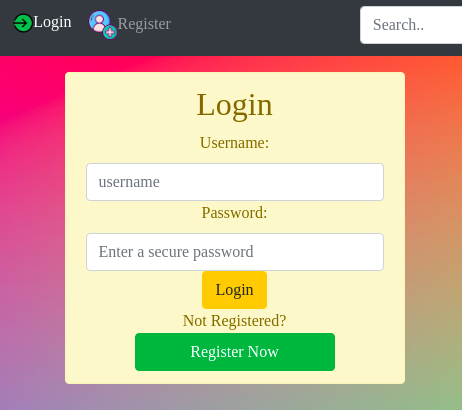 Login Register Search..
Login
Username:
username
Password:
Enter a secure password
Login
Not Registered?
Register Now